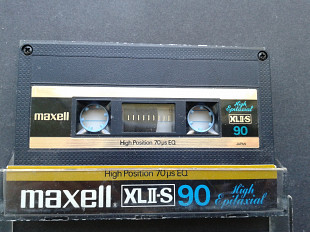 maxell
High
Epitaxial
XLII-S
90
High Position 70µs EQ
JAPAN
High Position 70µs EQ
maxell. XLII-S 90 High
Epitaxial